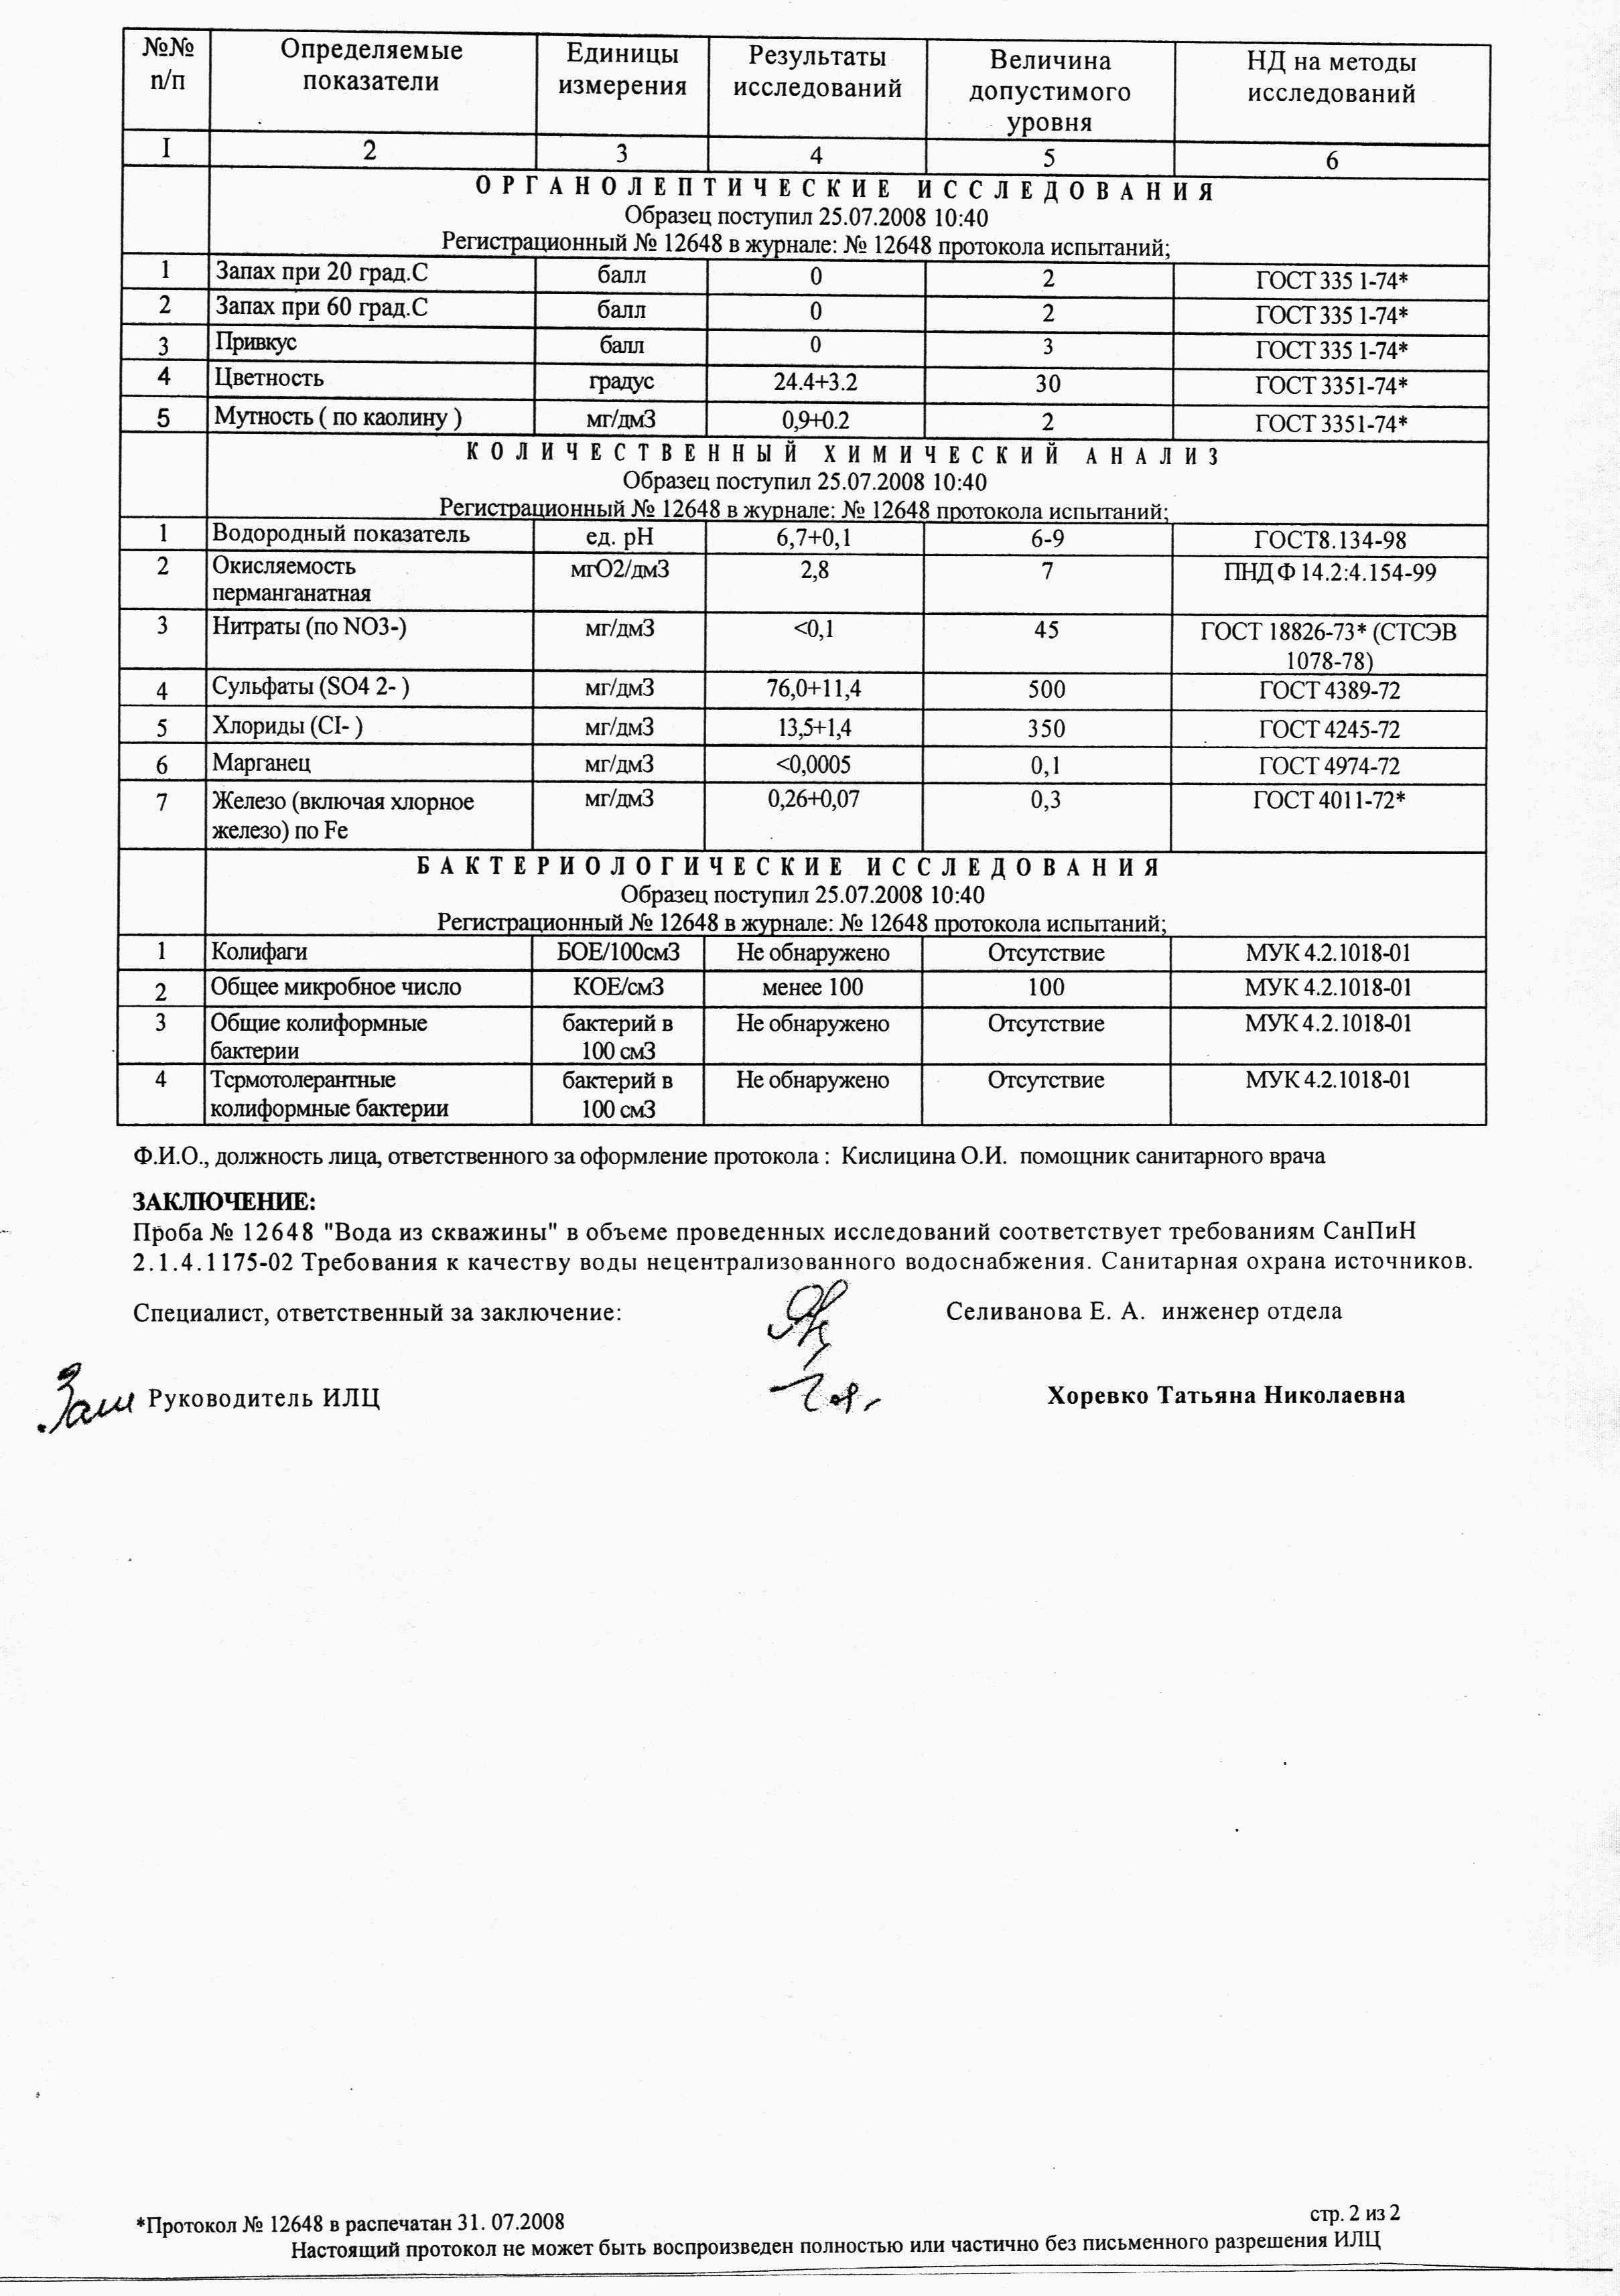 №№ п/п Определяемые показатели Единицы измерения Результаты исследований Величина допустимого уровня НД на методы исследований
I 2 3 4 5 6
ОРГАНОЛЕПТИЧЕСКИЕ ИССЛЕДОВАНИЯ
Образец поступил 25.07.2008 10:40
Регистрационный № 12648 в журнале: № 12648 протокола испытаний;
1 Запах при 20 град.С балл 0 2 ГОСТ 335 1-74*
2 Запах при 60 град.С балл 0 2 ГОСТ 335 1-74*
3 Привкус балл 0 3 ГОСТ 335 1-74*
4 Цветность градус 24.4+3.2 30 ГОСТ 3351-74*
5 Мутность ( по каолину ) мг/дм3 0,9+0.2 2 ГОСТ 3351-74*
КОЛИЧЕСТВЕННЫЙ ХИМИЧЕСКИЙ АНАЛИЗ
Образец поступил 25.07.2008 10:40
Регистрационный № 12648 в журнале: № 12648 протокола испытаний;
1 Водородный показатель ед. pH 6,7+0,1 6-9 ГОСТ8.134-98
2 Окисляемость перманганатная мгО2/дм3 2,8 7 ПНД Ф 14.2:4.154-99
3 Нитраты (по NO3-) мг/дм3 <0,1 45 ГОСТ 18826-73* (СТСЭВ 1078-78)
4 Сульфаты (SO4 2- ) мг/дм3 76,0+11,4 500 ГОСТ 4389-72
5 Хлориды (CI- ) мг/дм3 13,5+1,4 350 ГОСТ 4245-72
6 Марганец мг/дм3 <0,0005 0,1 ГОСТ 4974-72
7 Железо (включая хлорное железо) по Fe мг/дм3 0,26+0,07 0,3 ГОСТ 4011-72*
БАКТЕРИОЛОГИЧЕСКИЕ ИССЛЕДОВАНИЯ
Образец поступил 25.07.2008 10:40
Регистрационный № 12648 в журнале: № 12648 протокола испытаний;
1 Колифаги БОЕ/100см3 Не обнаружено Отсутствие МУК 4.2.1018-01
2 Общее микробное число КОЕ/см3 менее 100 100 МУК 4.2.1018-01
3 Общие колиформные бактерии бактерий в 100 см3 Не обнаружено Отсутствие МУК 4.2.1018-01
4 Термотолерантные колиформные бактерии бактерий в 100 см3 Не обнаружено Отсутствие МУК 4.2.1018-01
Ф.И.О., должность лица, ответственного за оформление протокола : Кислицина О.И. помощник санитарного врача
ЗАКЛЮЧЕНИЕ:
Проба № 12648 "Вода из скважины" в объеме проведенных исследований соответствует требованиям СанПиН
2.1.4.1175-02 Требования к качеству воды нецентрализованного водоснабжения. Санитарная охрана источников.
Специалист, ответственный за заключение: Селиванова Е. А. инженер отдела
Зам Руководитель ИЛЦ Хоревко Татьяна Николаевна
*Протокол № 12648 в распечатан 31. 07.2008 стр. 2 из 2
Настоящий протокол не может быть воспроизведен полностью или частично без письменного разрешения ИЛЦ